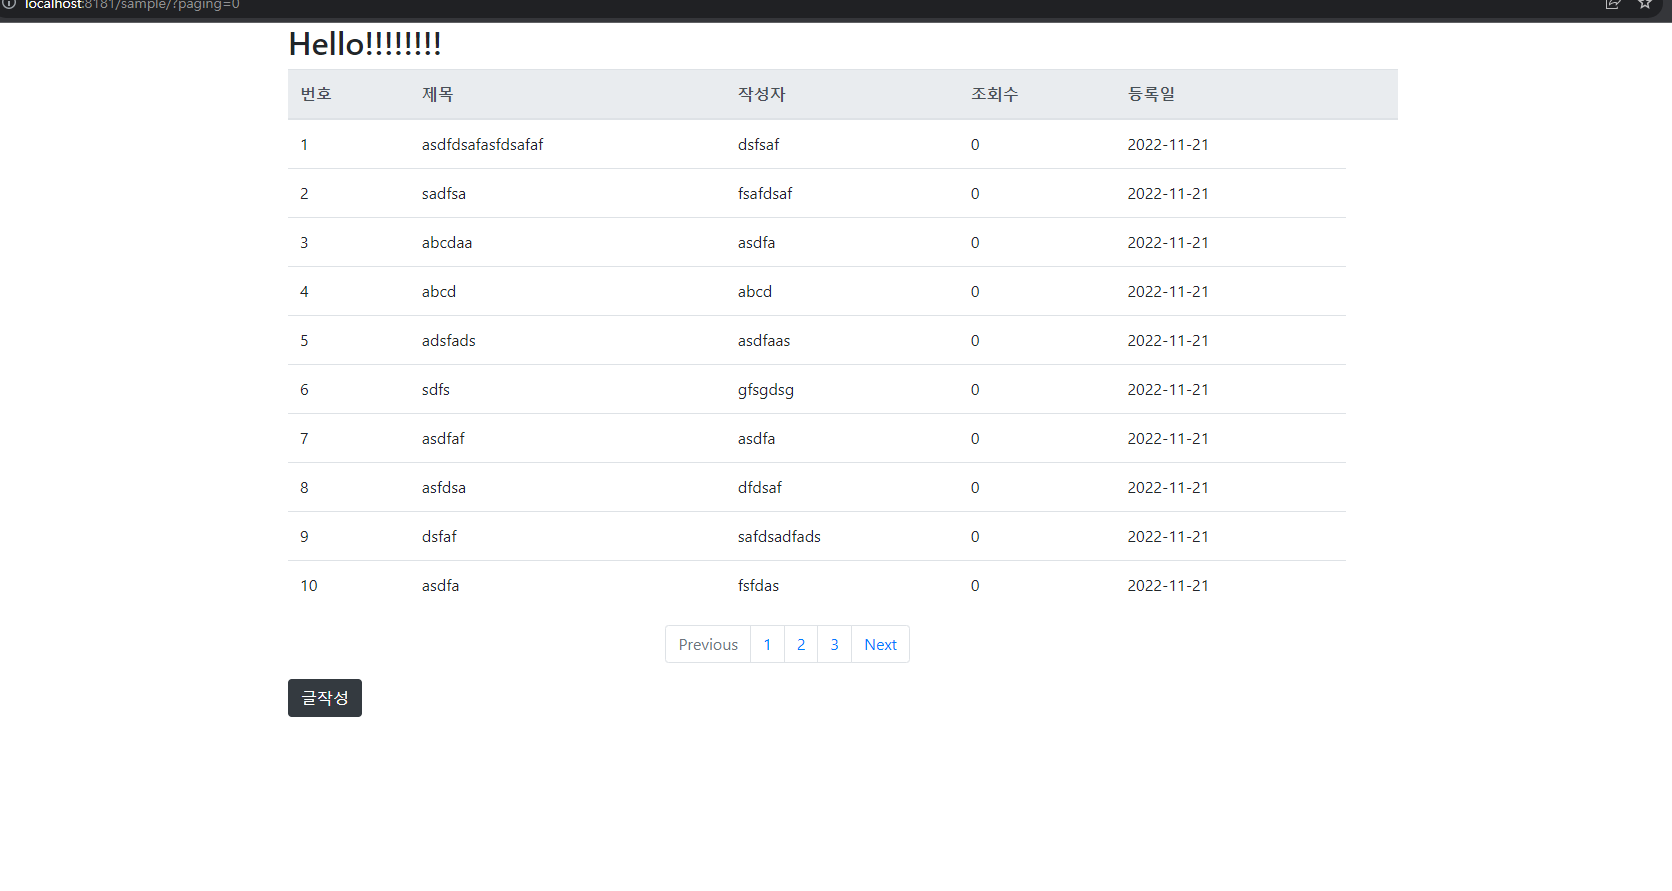 localhost:8181/sample/?paging=0
Hello!!!!!!!!
번호 제목 작성자 조회수 등록일
1 asdfdsafasfdsafaf dsfsaf 0 2022-11-21
2 sadfsa fsafdsaf 0 2022-11-21
3 abcdaa asdfa 0 2022-11-21
4 abcd abcd 0 2022-11-21
5 adsfads asdfaas 0 2022-11-21
6 sdfs gfsgdsg 0 2022-11-21
7 asdfaf asdfa 0 2022-11-21
8 asfdsa dfdsaf 0 2022-11-21
9 dsfaf safdsadfads 0 2022-11-21
10 asdfa fsfdas 0 2022-11-21
Previous 1 2 3 Next
글작성